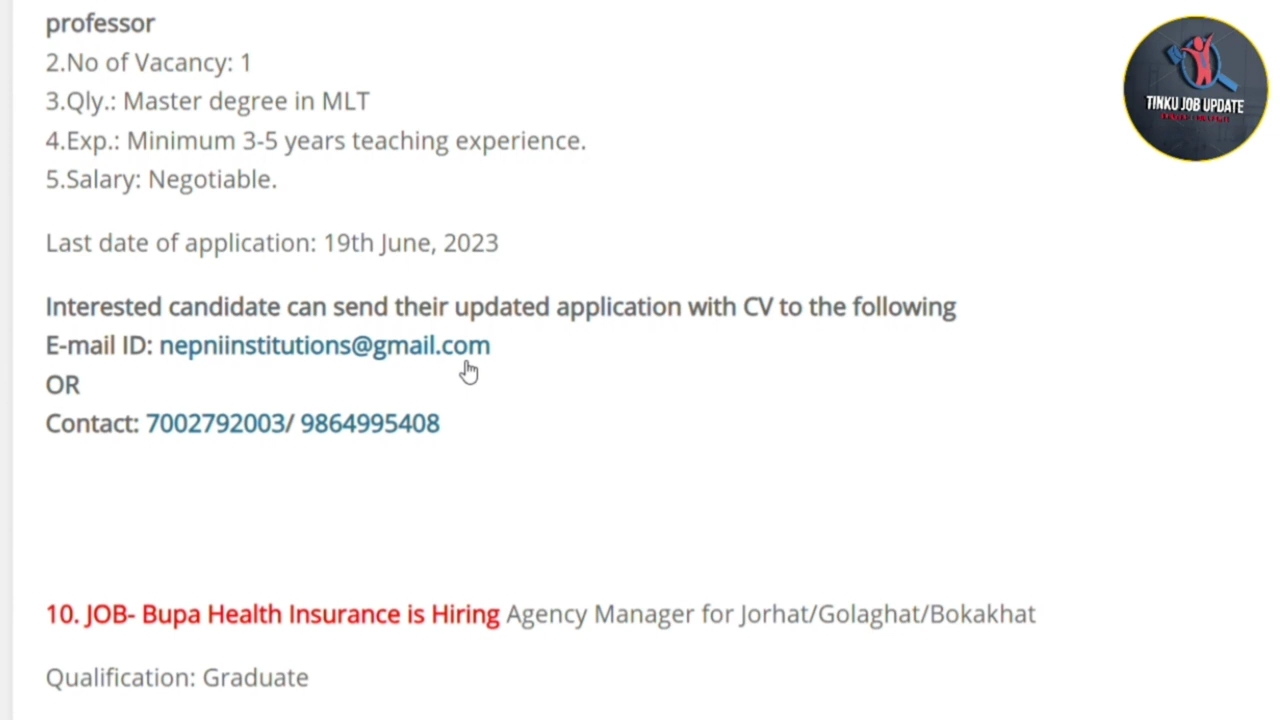 professor
2.No of Vacancy: 1
3.Qly.: Master degree in MLT
4.Exp.: Minimum 3-5 years teaching experience.
5.Salary: Negotiable.
Last date of application: 19th June, 2023
Interested candidate can send their updated application with CV to the following
E-mail ID: nepniinstitutions@gmail.com
OR
Contact: 7002792003/ 9864995408
10. JOB- Bupa Health Insurance is Hiring Agency Manager for Jorhat/Golaghat/Bokakhat
Qualification: Graduate
TINKU JOB UPDATE